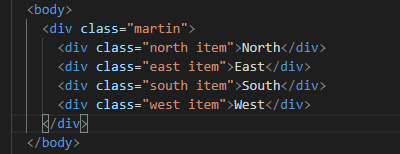 <body>
<div class="martin">
<div class="north item">North</div>
<div class="east item">East</div>
<div class="south item">South</div>
<div class="west item">West</div>
</div>
</body>